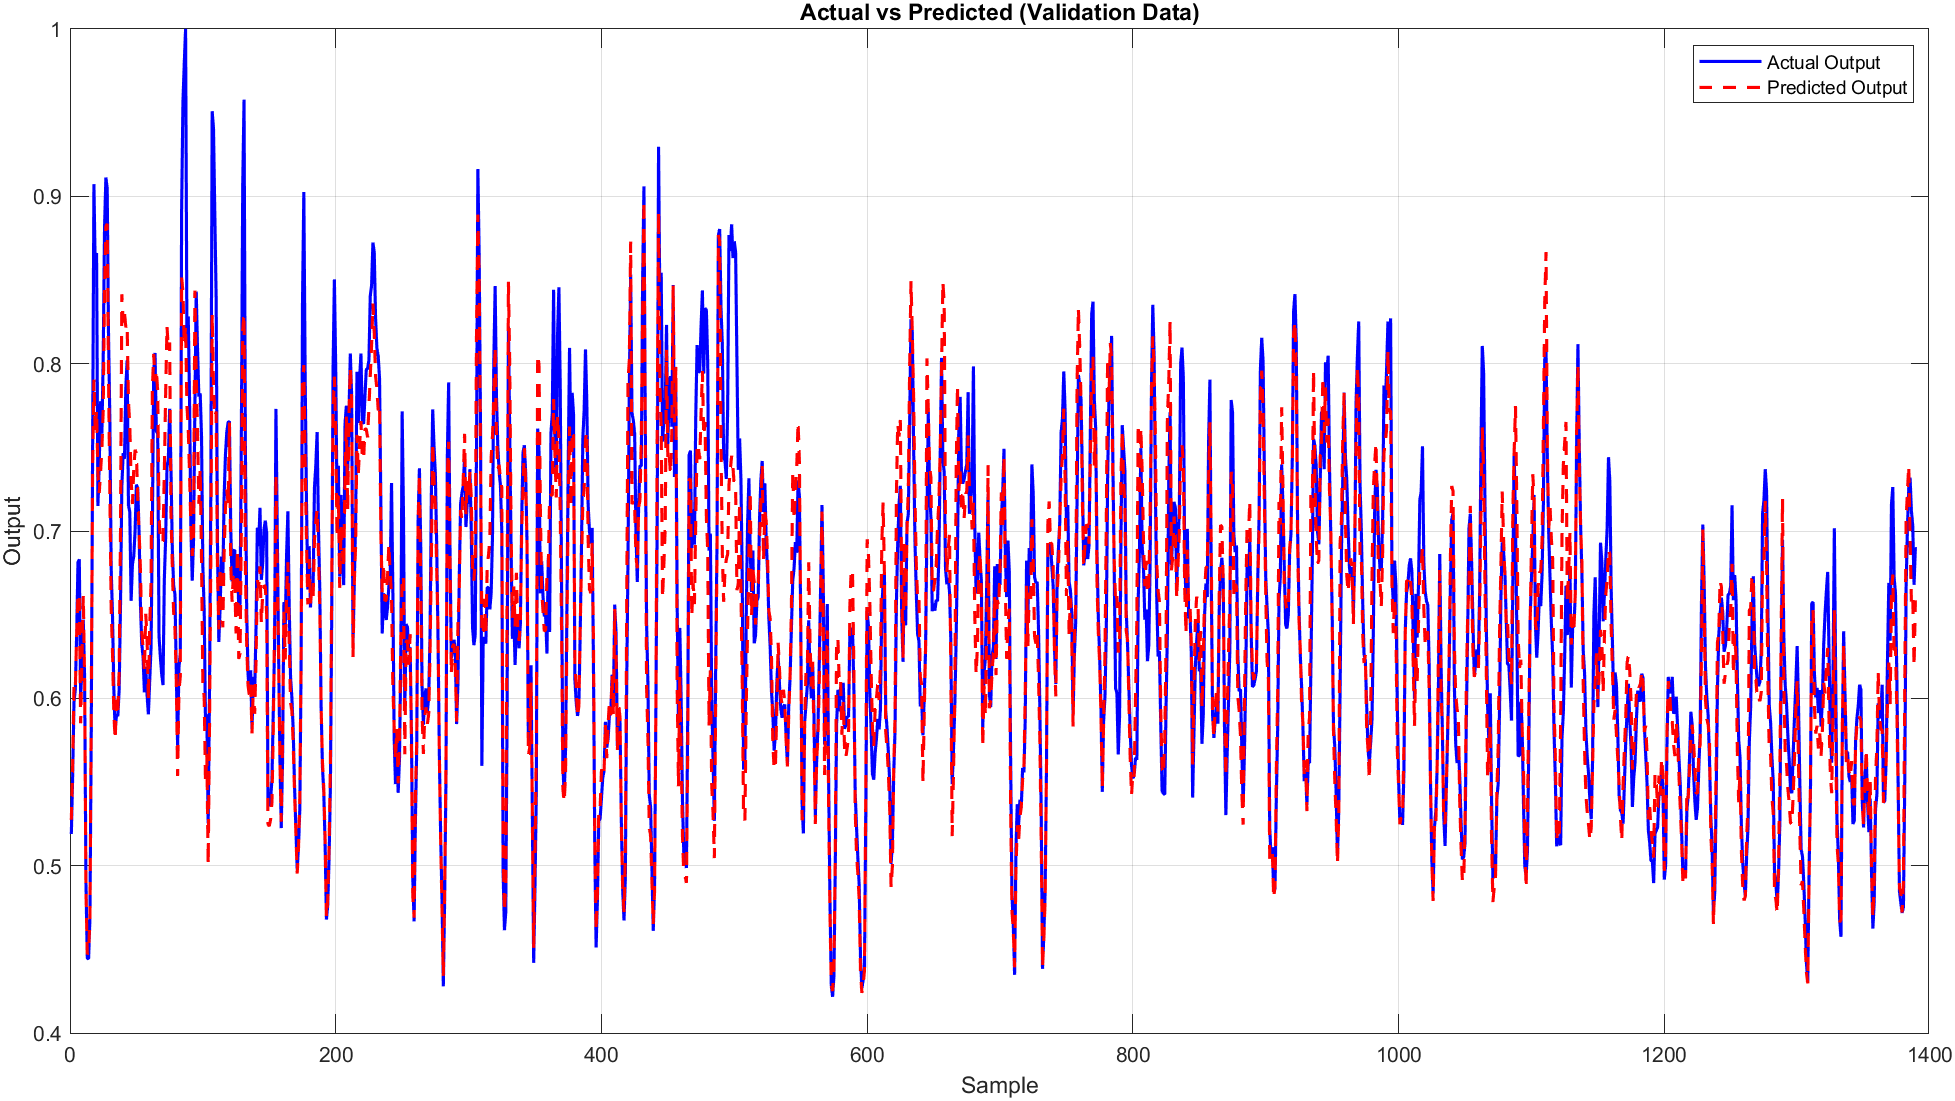 Actual vs Predicted (Validation Data)
Actual Output
Predicted Output
1
0.9
0.8
0.7
0.6
0.5
0.4
Output
0 200 400 600 800 1000 1200 1400
Sample